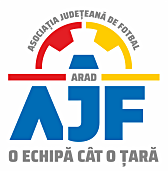 ASOCIAȚIA JUDEȚEANĂ DE FOTBAL
ARAD
AJF
O ECHIPĂ CÂT O ȚARĂ